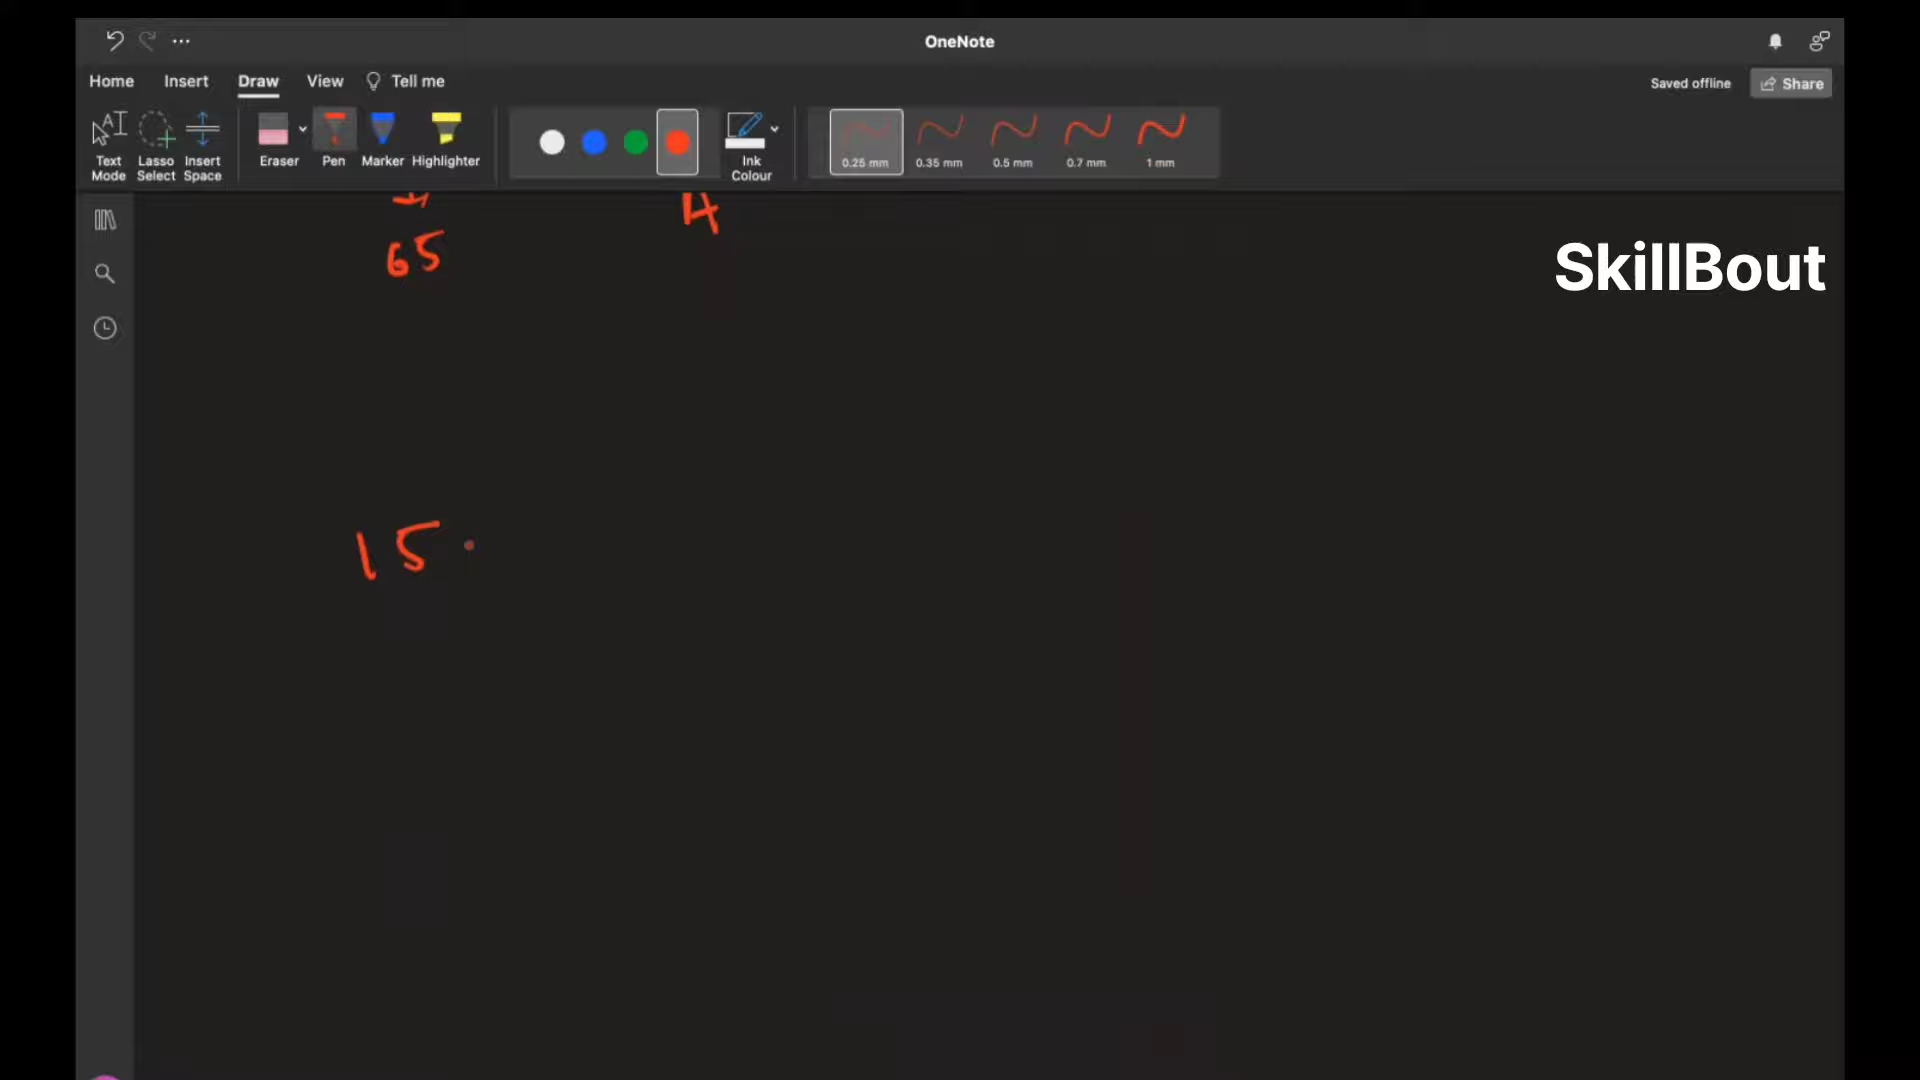 OneNote
Home Insert Draw View Tell me
Saved offline Share
Text Mode Lasso Select Insert Space Eraser Pen Marker Highlighter Ink Colour 0.25 mm 0.35 mm 0.5 mm 0.7 mm 1 mm
65
SkillBout
15